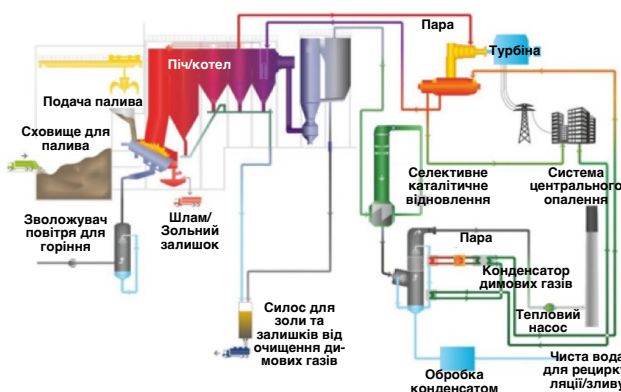 Пара
Турбіна
Піч/котел
Подача палива
Сховище для
палива
Зволожувач
повітря для
горіння
Шлам/
Зольний
залишок
Селективне
каталітичне
відновлення
Система
центрального
опалення
Пара
Конденсатор
димових газів
Тепловий
насос
Силос для
золи та
залишків від
очищення ди-
мових газів
Обробка
конденсатом
Чиста вода
для рецирку
ляції/зливу